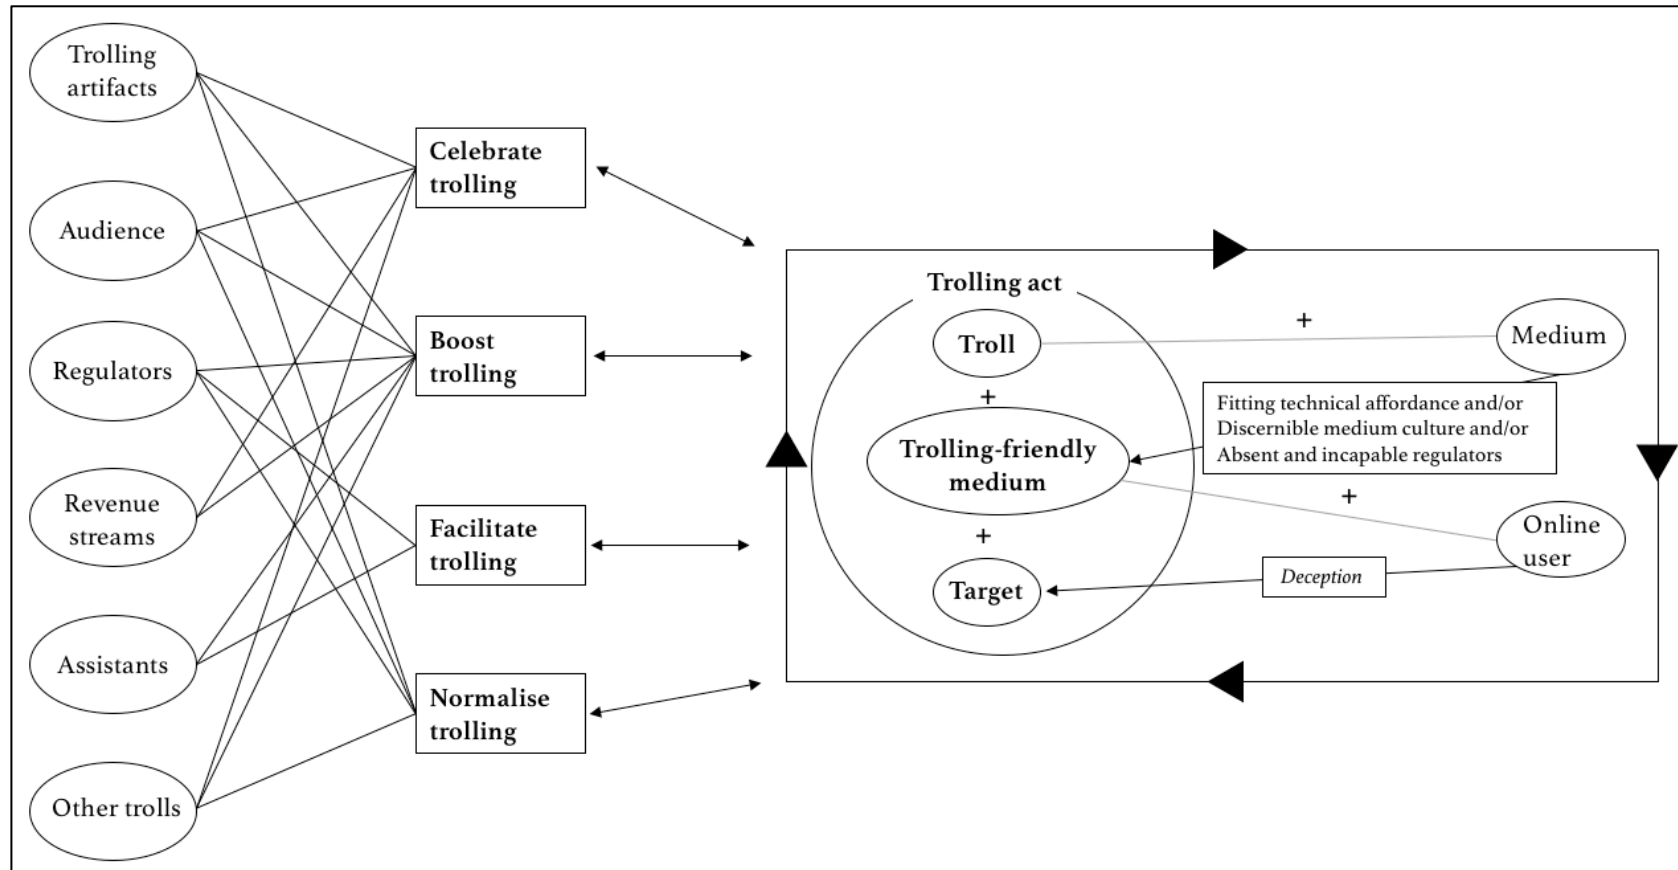 Trolling
artifacts
Audience
Regulators
Revenue
streams
Assistants
Other trolls
Celebrate
trolling
Boost
trolling
Facilitate
trolling
Normalise
trolling
Trolling act
Troll
+
Trolling-friendly
medium
+
Target
+
Medium
Fitting technical affordance and/or
Discernible medium culture and/or
Absent and incapable regulators
+
Online
user
Deception